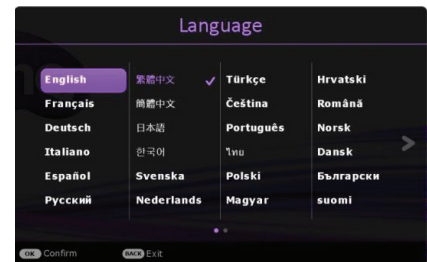 Language
English
Français
Deutsch
Italiano
Español
Русский
繁體中文
簡體中文
日本語
한국어
Svenska
Nederlands
Türkçe
Čeština
Português
ไทย
Polski
Magyar
Hrvatski
Română
Norsk
Dansk
Български
suomi
OK Confirm
BACK Exit